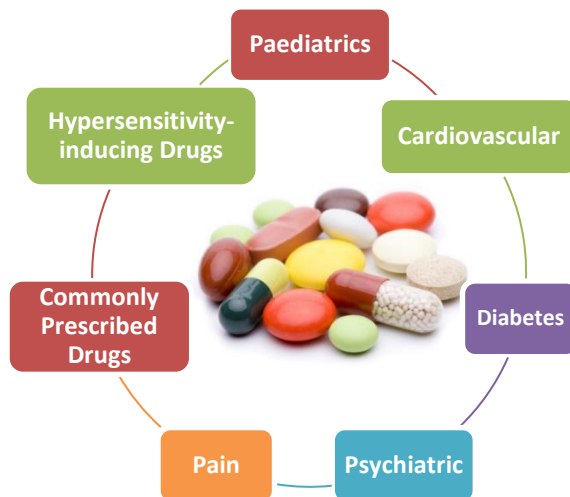 Paediatrics
Cardiovascular
Diabetes
Psychiatric
Pain
Commonly
Prescribed
Drugs
Hypersensitivity-
inducing Drugs